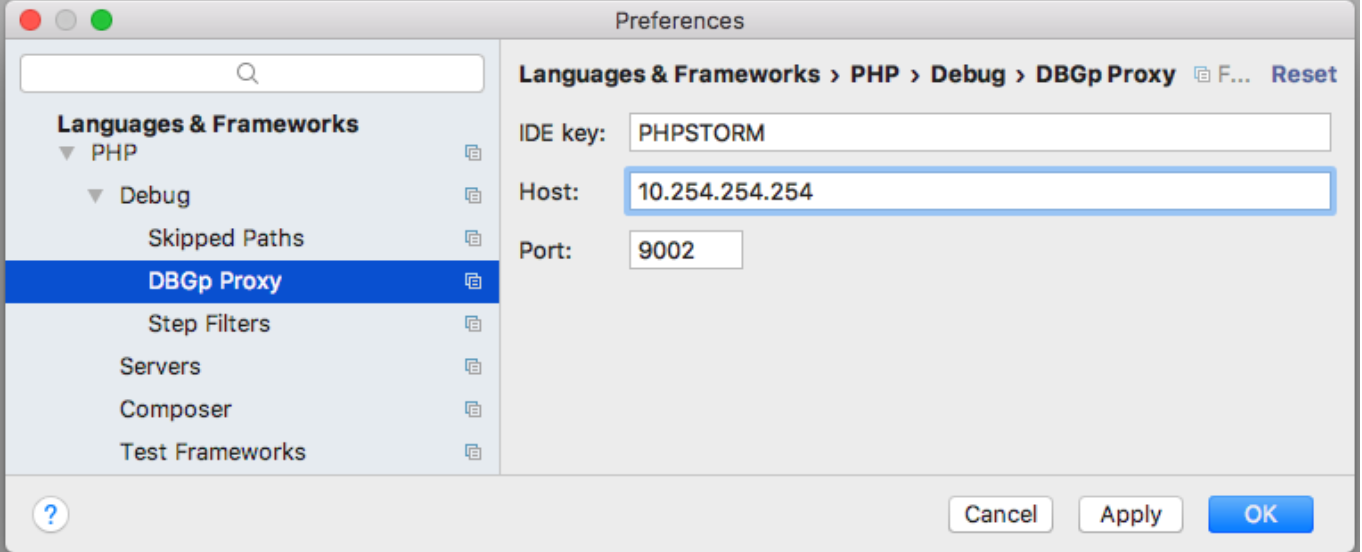 Preferences
Languages & Frameworks
PHP
Debug
Skipped Paths
DBGp Proxy
Step Filters
Servers
Composer
Test Frameworks
Languages & Frameworks › PHP › Debug › DBGp Proxy F... Reset
IDE key: PHPSTORM
Host: 10.254.254.254
Port: 9002
? Cancel Apply OK